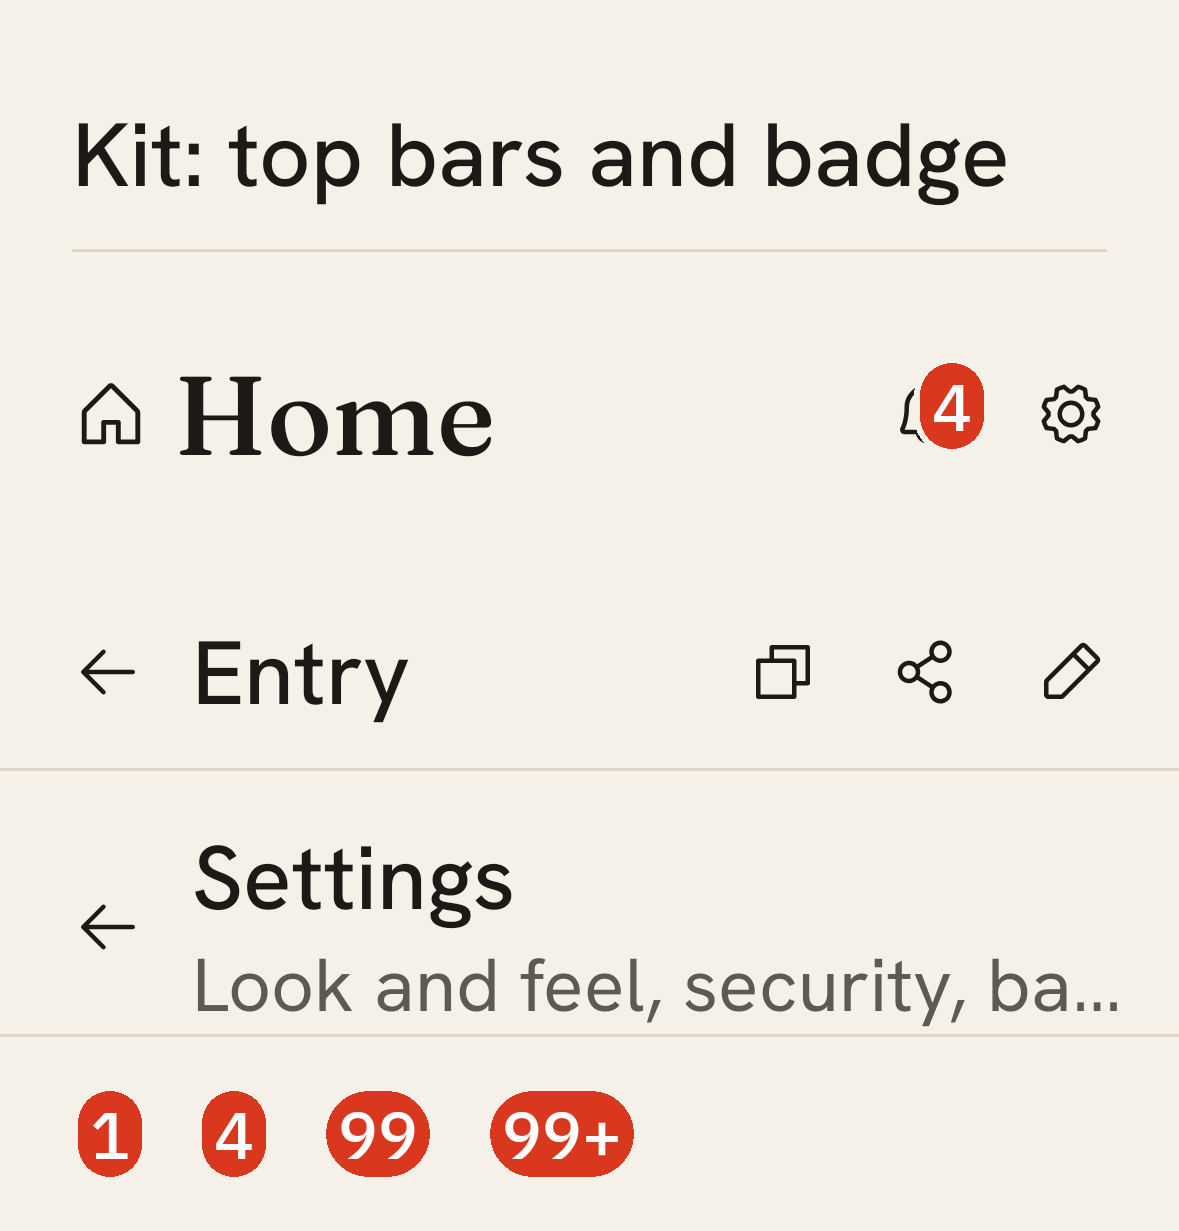 Kit: top bars and badge
Home 4
Entry
Settings
Look and feel, security, ba...
1 4 99 99+